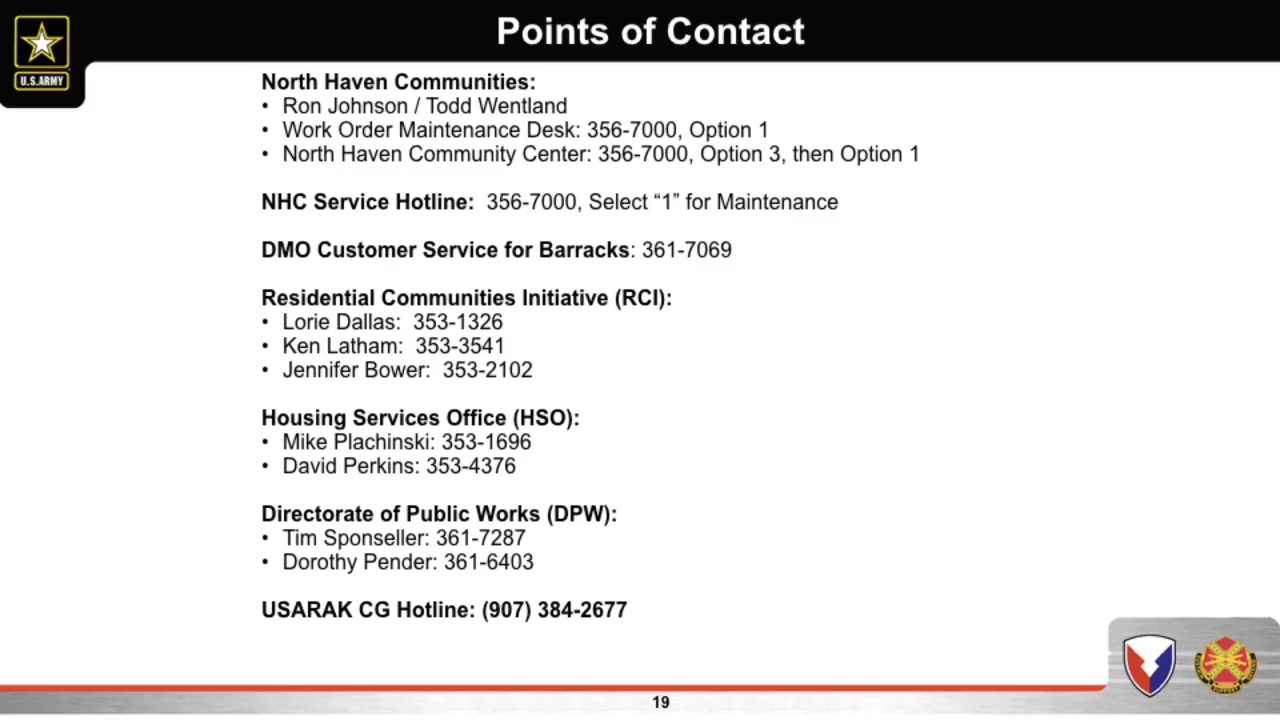 Points of Contact
U.S.ARMY
North Haven Communities:
• Ron Johnson / Todd Wentland
• Work Order Maintenance Desk: 356-7000, Option 1
• North Haven Community Center: 356-7000, Option 3, then Option 1
NHC Service Hotline:  356-7000, Select “1” for Maintenance
DMO Customer Service for Barracks: 361-7069
Residential Communities Initiative (RCI):
• Lorie Dallas:  353-1326
• Ken Latham:  353-3541
• Jennifer Bower:  353-2102
Housing Services Office (HSO):
• Mike Plachinski: 353-1696
• David Perkins: 353-4376
Directorate of Public Works (DPW):
• Tim Sponseller: 361-7287
• Dorothy Pender: 361-6403
USARAK CG Hotline: (907) 384-2677
19